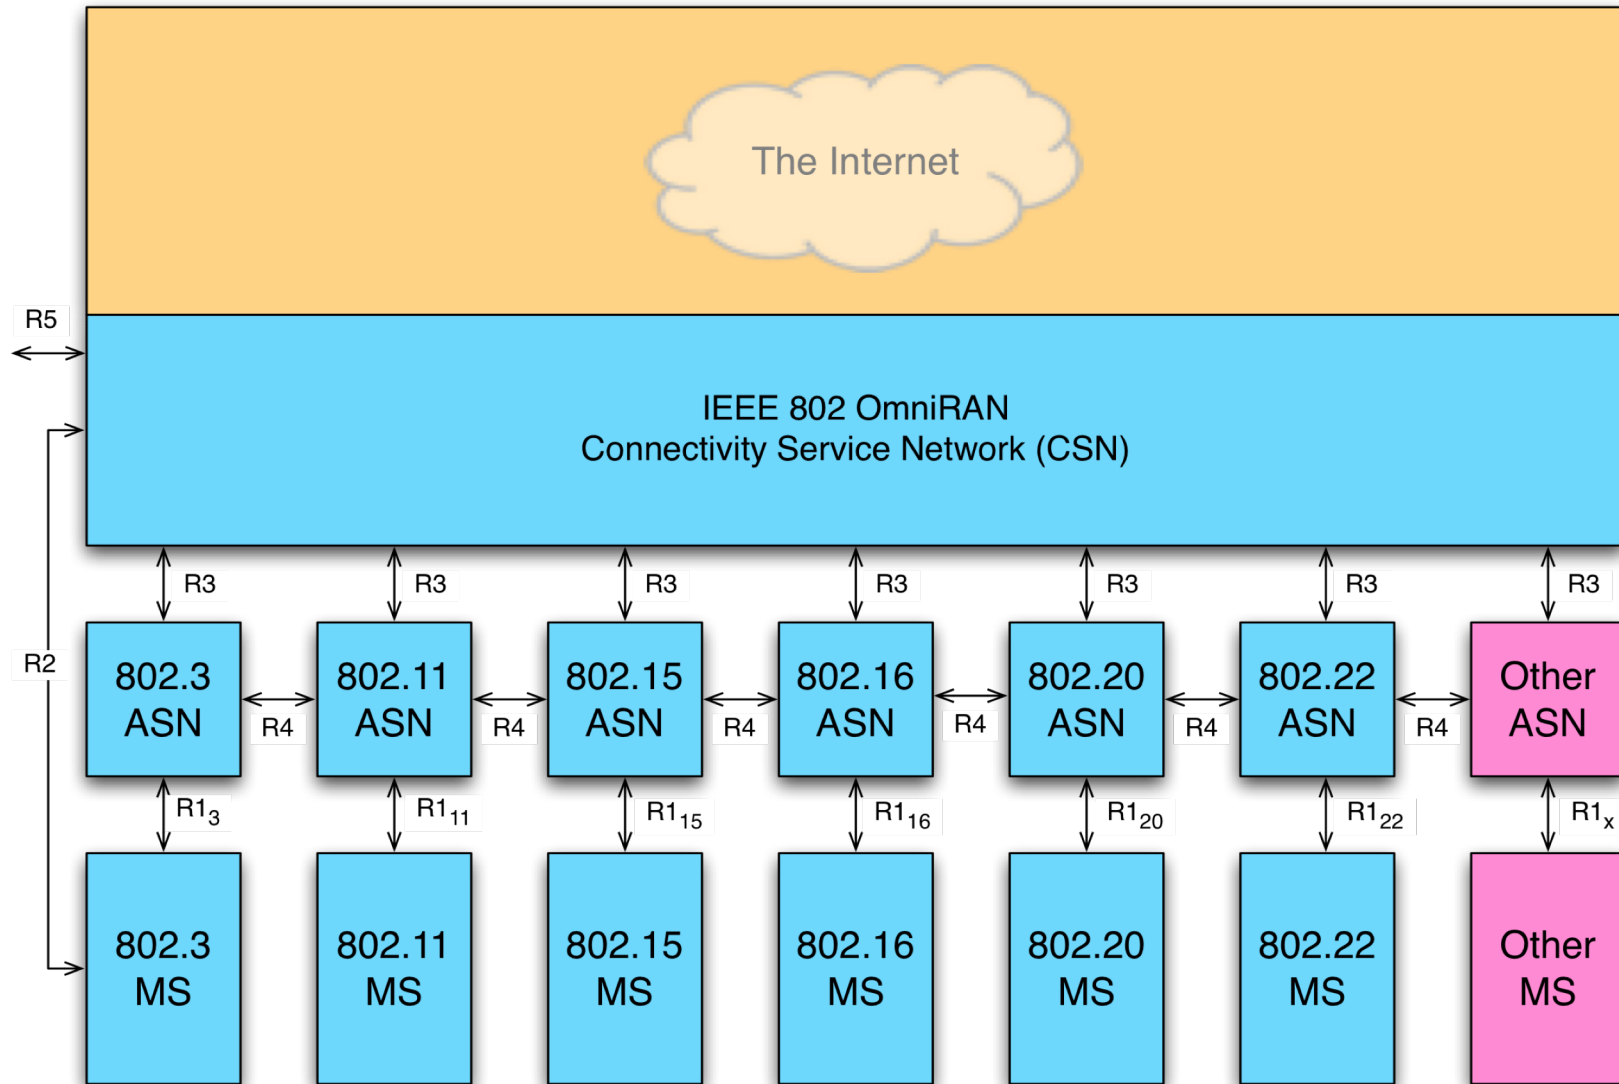 The Internet
R5
IEEE 802 OmniRAN
Connectivity Service Network (CSN)
R3 R3 R3 R3 R3 R3 R3
R2
802.3 802.11 802.15 802.16 802.20 802.22 Other
ASN ASN ASN ASN ASN ASN ASN
R4 R4 R4 R4 R4 R4
R1₃ R1₁₁ R1₁₅ R1₁₆ R1₂₀ R1₂₂ R1ₓ
802.3 802.11 802.15 802.16 802.20 802.22 Other
MS MS MS MS MS MS MS